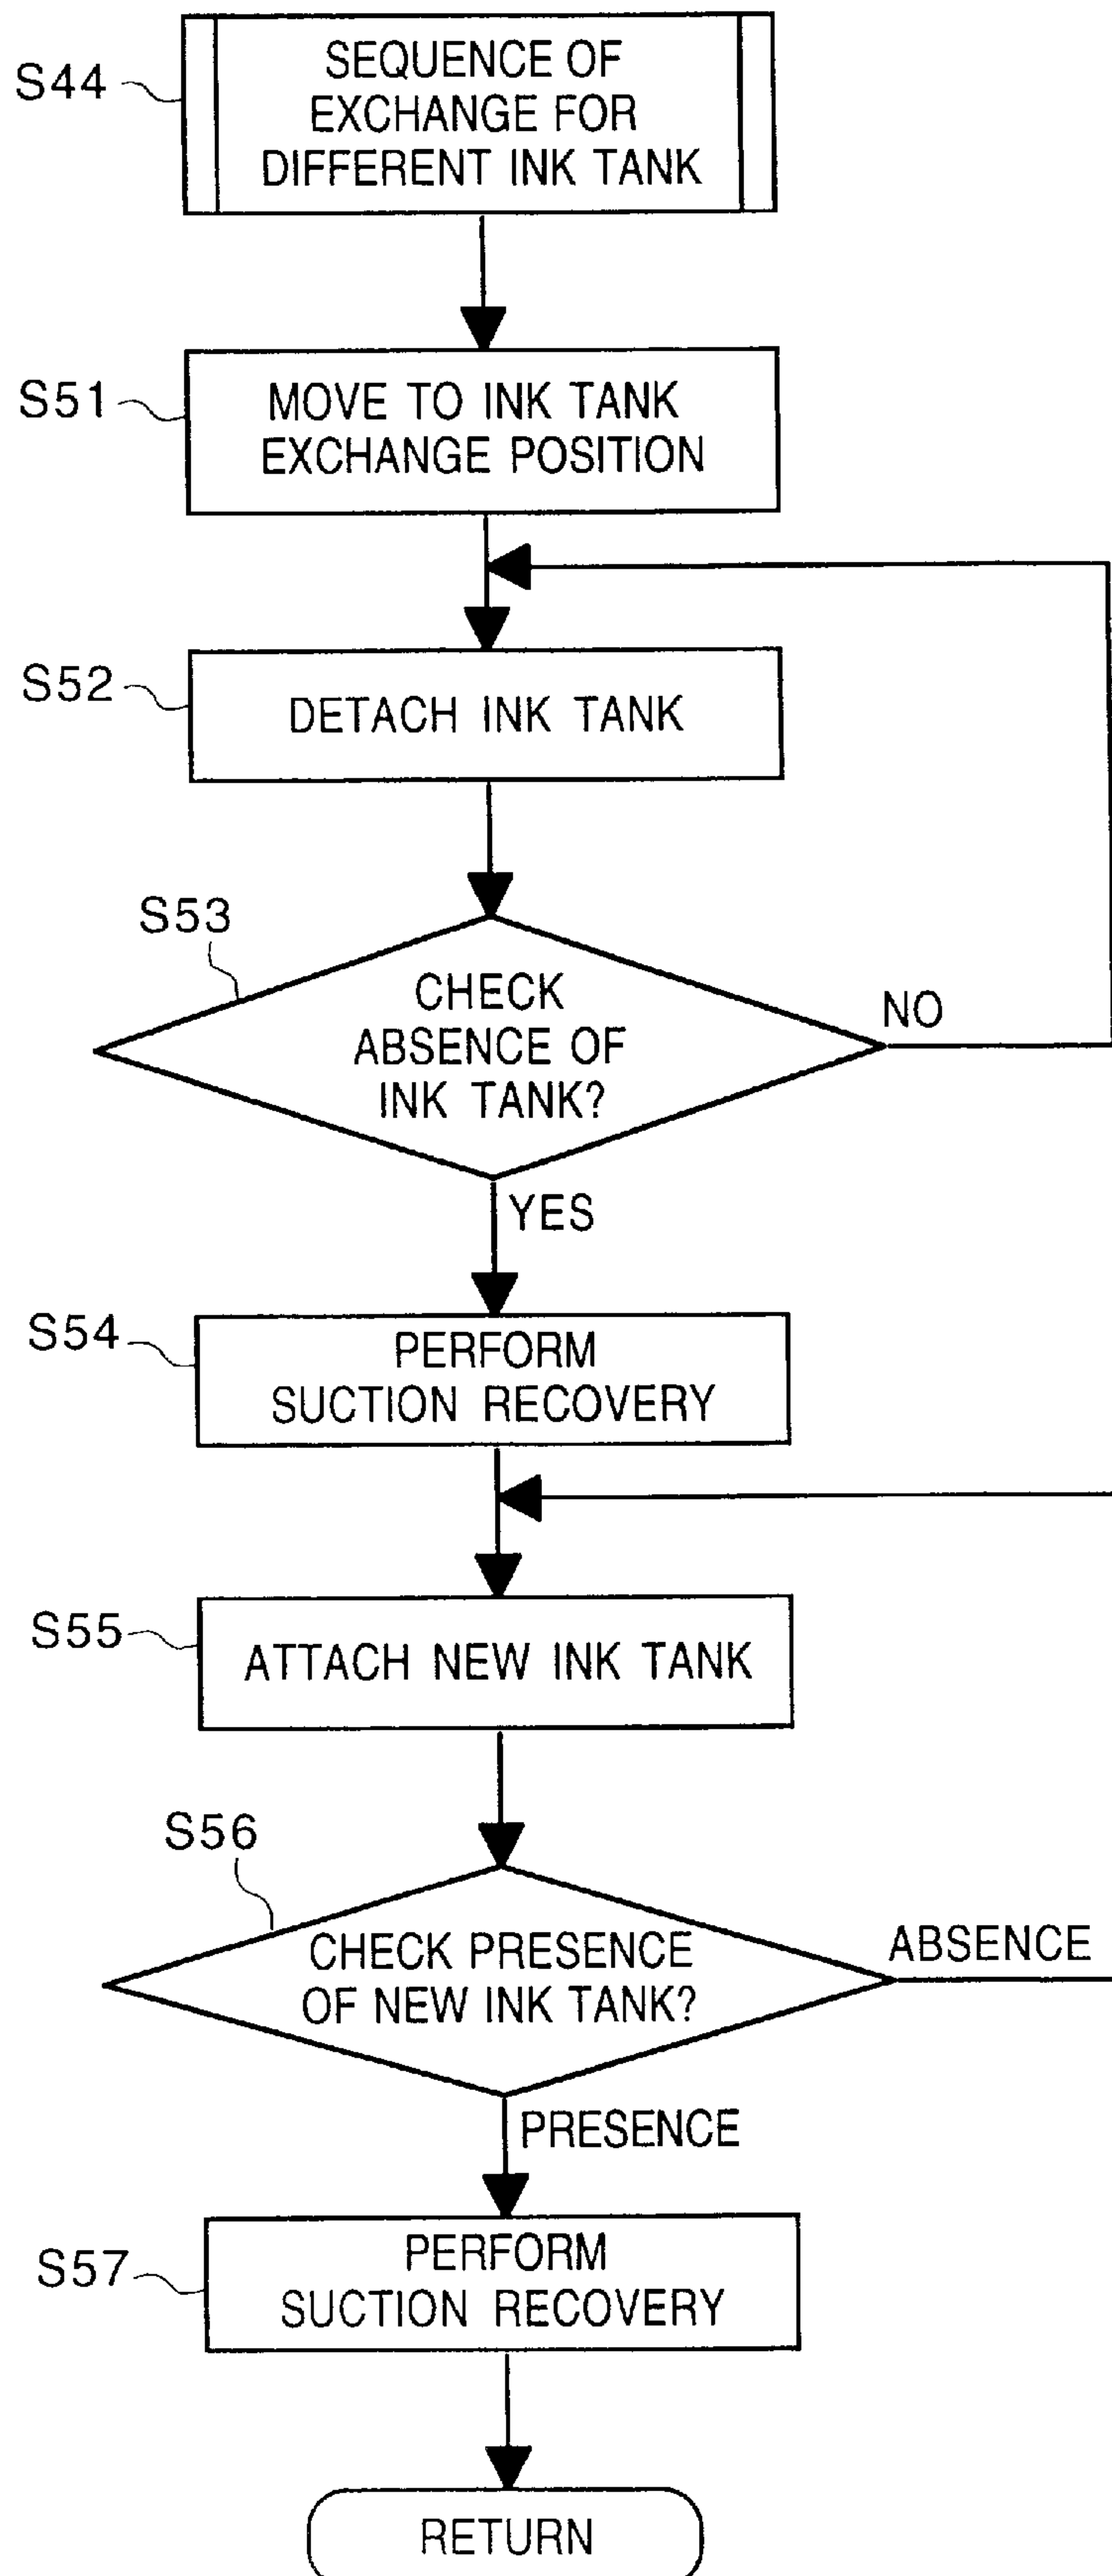 S44
SEQUENCE OF
EXCHANGE FOR
DIFFERENT INK TANK
S51
MOVE TO INK TANK
EXCHANGE POSITION
S52
DETACH INK TANK
S53
CHECK
ABSENCE OF
INK TANK?
NO
YES
S54
PERFORM
SUCTION RECOVERY
S55
ATTACH NEW INK TANK
S56
CHECK PRESENCE
OF NEW INK TANK?
ABSENCE
PRESENCE
S57
PERFORM
SUCTION RECOVERY
RETURN